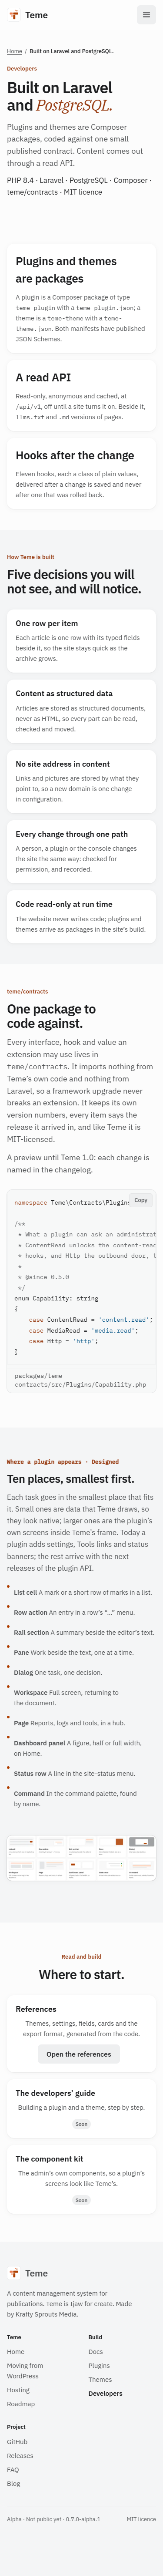 Teme
Home / Built on Laravel and PostgreSQL.
Developers
Built on Laravel
and PostgreSQL.
Plugins and themes are Composer
packages, coded against one small
published contract. Content comes out
through a read API.
PHP 8.4 · Laravel · PostgreSQL · Composer ·
teme/contracts · MIT licence
Plugins and themes
are packages
A plugin is a Composer package of type
teme-plugin with a teme-plugin.json; a
theme is a teme-theme with a teme-
theme.json. Both manifests have published
JSON Schemas.
A read API
Read-only, anonymous and cached, at
/api/v1, off until a site turns it on. Beside it,
llms.txt and .md versions of pages.
Hooks after the change
Eleven hooks, each a class of plain values,
delivered after a change is saved and never
after one that was rolled back.
How Teme is built
Five decisions you will
not see, and will notice.
One row per item
Each article is one row with its typed fields
beside it, so the site stays quick as the
archive grows.
Content as structured data
Articles are stored as structured documents,
never as HTML, so every part can be read,
checked and moved.
No site address in content
Links and pictures are stored by what they
point to, so a new domain is one change
in configuration.
Every change through one path
A person, a plugin or the console changes
the site the same way: checked for
permission, and recorded.
Code read-only at run time
The website never writes code; plugins and
themes arrive as packages in the site's build.
teme/contracts
One package to
code against.
Every interface, hook and value an
extension may use lives in
teme/contracts. It imports nothing from
Teme's own code and nothing from
Laravel, so a framework upgrade never
breaks an extension. It keeps its own
version numbers, every item says the
release it arrived in, and like Teme it is
MIT-licensed.
A preview until Teme 1.0: each change is
named in the changelog.
Copy
namespace Teme\Contracts\Plugins
/**
* What a plugin can ask an administrat
* ContentRead unlocks the content-read
* hooks, and Http the outbound door, t
*
* @since 0.5.0
*/
enum Capability: string
{
case ContentRead = 'content.read';
case MediaRead = 'media.read';
case Http = 'http';
}
packages/teme-
contracts/src/Plugins/Capability.php
Where a plugin appears · Designed
Ten places, smallest first.
Each task goes in the smallest place that fits
it. Small ones are data that Teme draws, so
they look native; larger ones are the plugin's
own screens inside Teme's frame. Today a
plugin adds settings, Tools links and status
banners; the rest arrive with the next
releases of the plugin API.
List cell A mark or a short row of marks in a list.
Row action An entry in a row's "…" menu.
Rail section A summary beside the editor's text.
Pane Work beside the text, one at a time.
Dialog One task, one decision.
Workspace Full screen, returning to
the document.
Page Reports, logs and tools, in a hub.
Dashboard panel A figure, half or full width,
on Home.
Status row A line in the site-status menu.
Command In the command palette, found
by name.
Read and build
Where to start.
References
Themes, settings, fields, cards and the
export format, generated from the code.
Open the references
The developers' guide
Building a plugin and a theme, step by step.
Soon
The component kit
The admin's own components, so a plugin's
screens look like Teme's.
Soon
Teme
A content management system for
publications. Teme is Ijaw for create. Made
by Krafty Sprouts Media.
Teme
Home
Moving from
WordPress
Hosting
Roadmap
Build
Docs
Plugins
Themes
Developers
Project
GitHub
Releases
FAQ
Blog
Alpha · Not public yet · 0.7.0-alpha.1
MIT licence